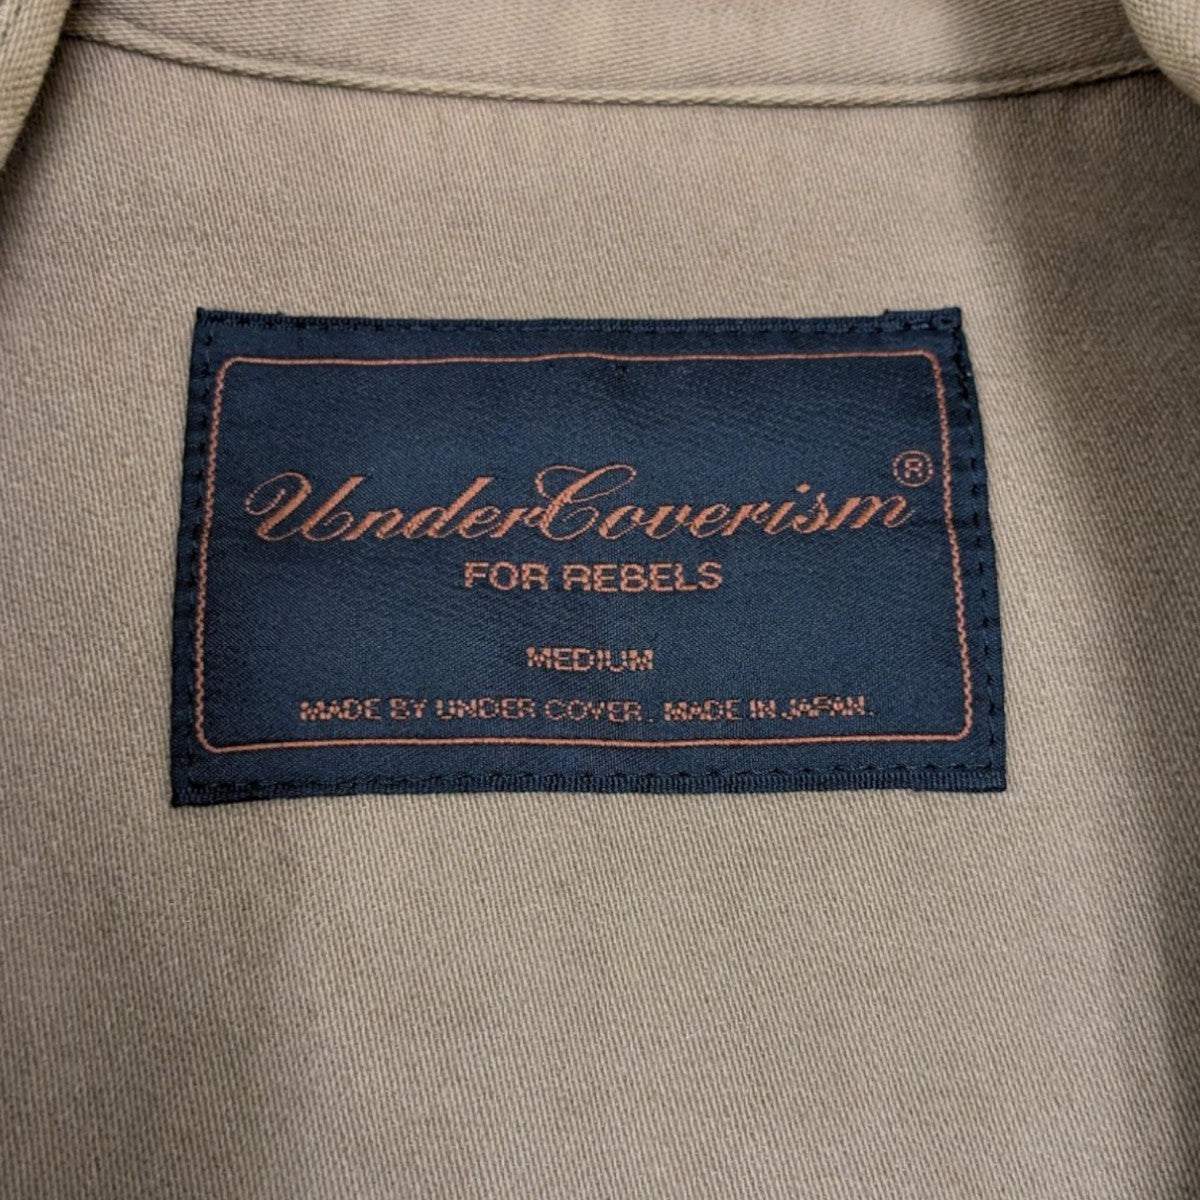 UnderCoverism®
FOR REBELS
MEDIUM
MADE BY UNDER COVER. MADE IN JAPAN.